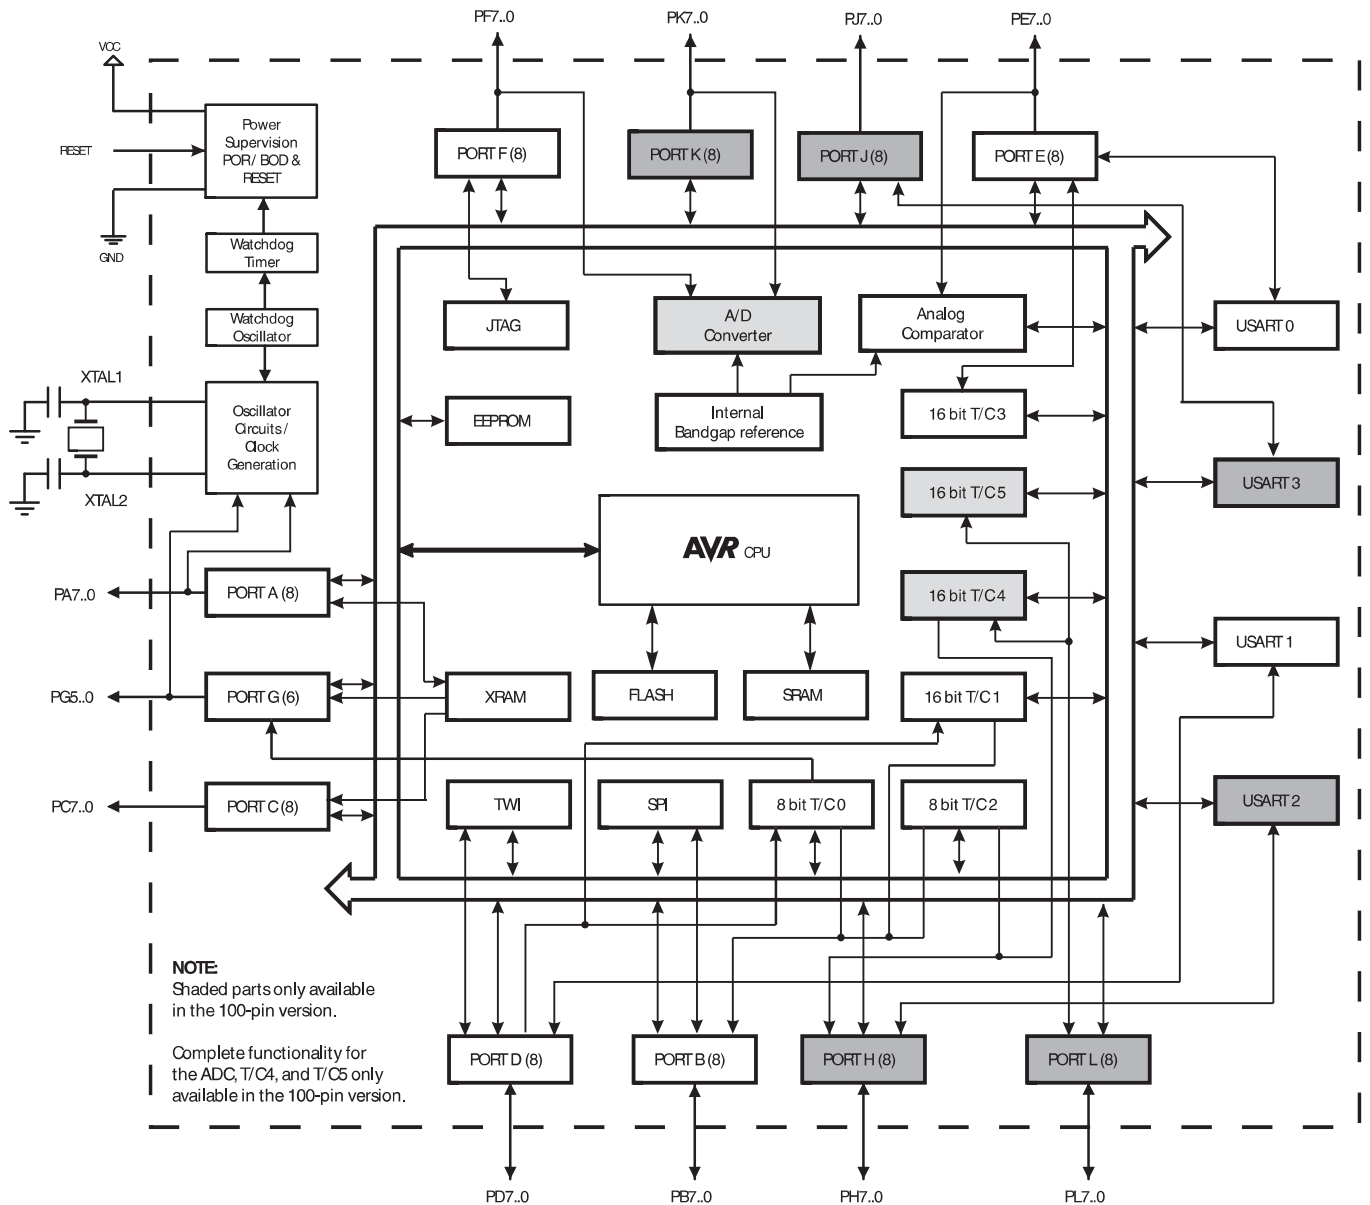 PF7..0
PK7..0
PJ7..0
PE7..0
VCC
RESET
GND
Power
Supervision
POR/ BOD &
RESET
PORT F (8)
PORT K (8)
PORT J (8)
PORT E (8)
Watchdog
Timer
Watchdog
Oscillator
JTAG
A/D
Converter
Analog
Comparator
USART 0
XTAL1
XTAL2
Oscillator
Circuits /
Clock
Generation
EEPROM
Internal
Bandgap reference
16 bit T/C3
16 bit T/C5
USART 3
AVR CPU
PA7..0
PORT A (8)
16 bit T/C4
USART 1
PG5..0
PORT G (6)
XRAM
FLASH
SRAM
16 bit T/C1
PC7..0
PORT C (8)
TWI
SPI
8 bit T/C0
8 bit T/C2
USART 2
NOTE:
Shaded parts only available
in the 100-pin version.
Complete functionality for
the ADC, T/C4, and T/C5 only
available in the 100-pin version.
PORT D (8)
PORT B (8)
PORT H (8)
PORT L (8)
PD7..0
PB7..0
PH7..0
PL7..0